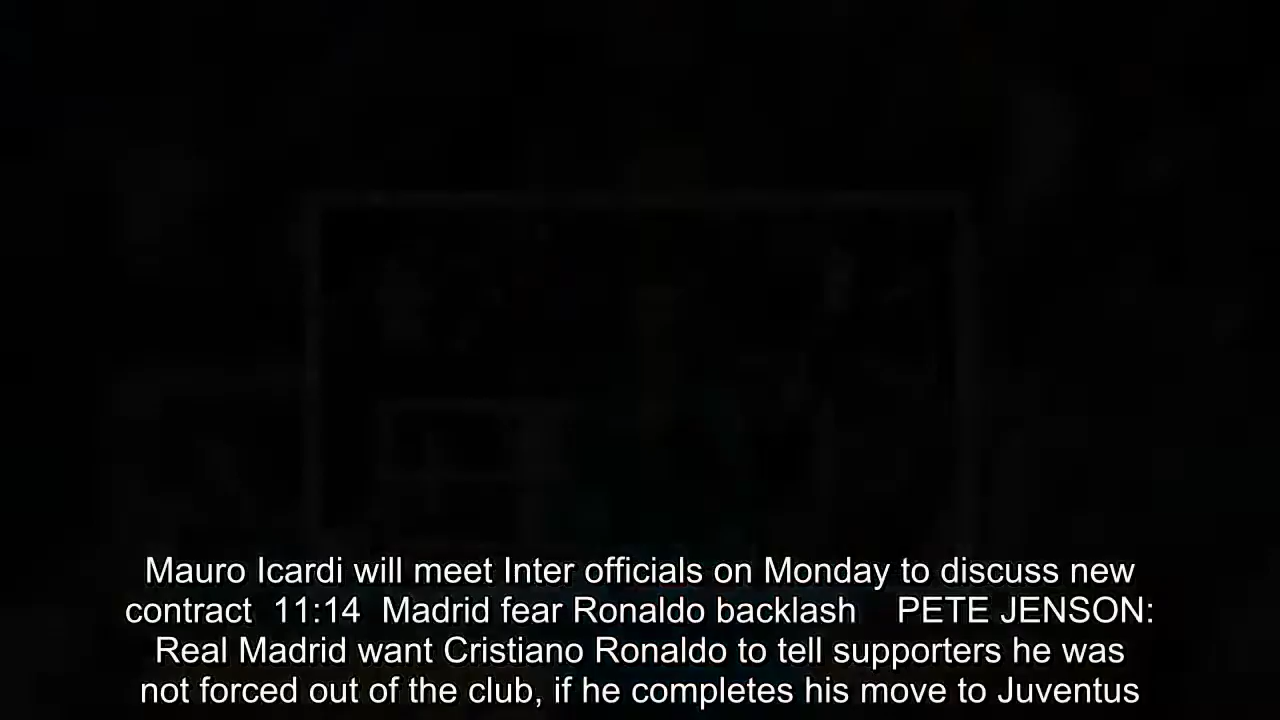 Mauro Icardi will meet Inter officials on Monday to discuss new
contract  11:14  Madrid fear Ronaldo backlash    PETE JENSON:
Real Madrid want Cristiano Ronaldo to tell supporters he was
not forced out of the club, if he completes his move to Juventus